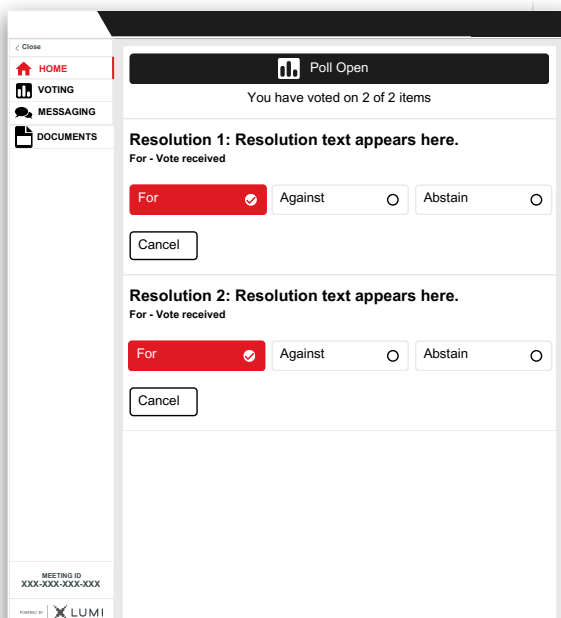 < Close
HOME
VOTING
MESSAGING
DOCUMENTS
Poll Open
You have voted on 2 of 2 items
Resolution 1: Resolution text appears here.
For - Vote received
For
Against
Abstain
Cancel
Resolution 2: Resolution text appears here.
For - Vote received
For
Against
Abstain
Cancel
MEETING ID
XXX-XXX-XXX-XXX
POWERED BY
LUMI